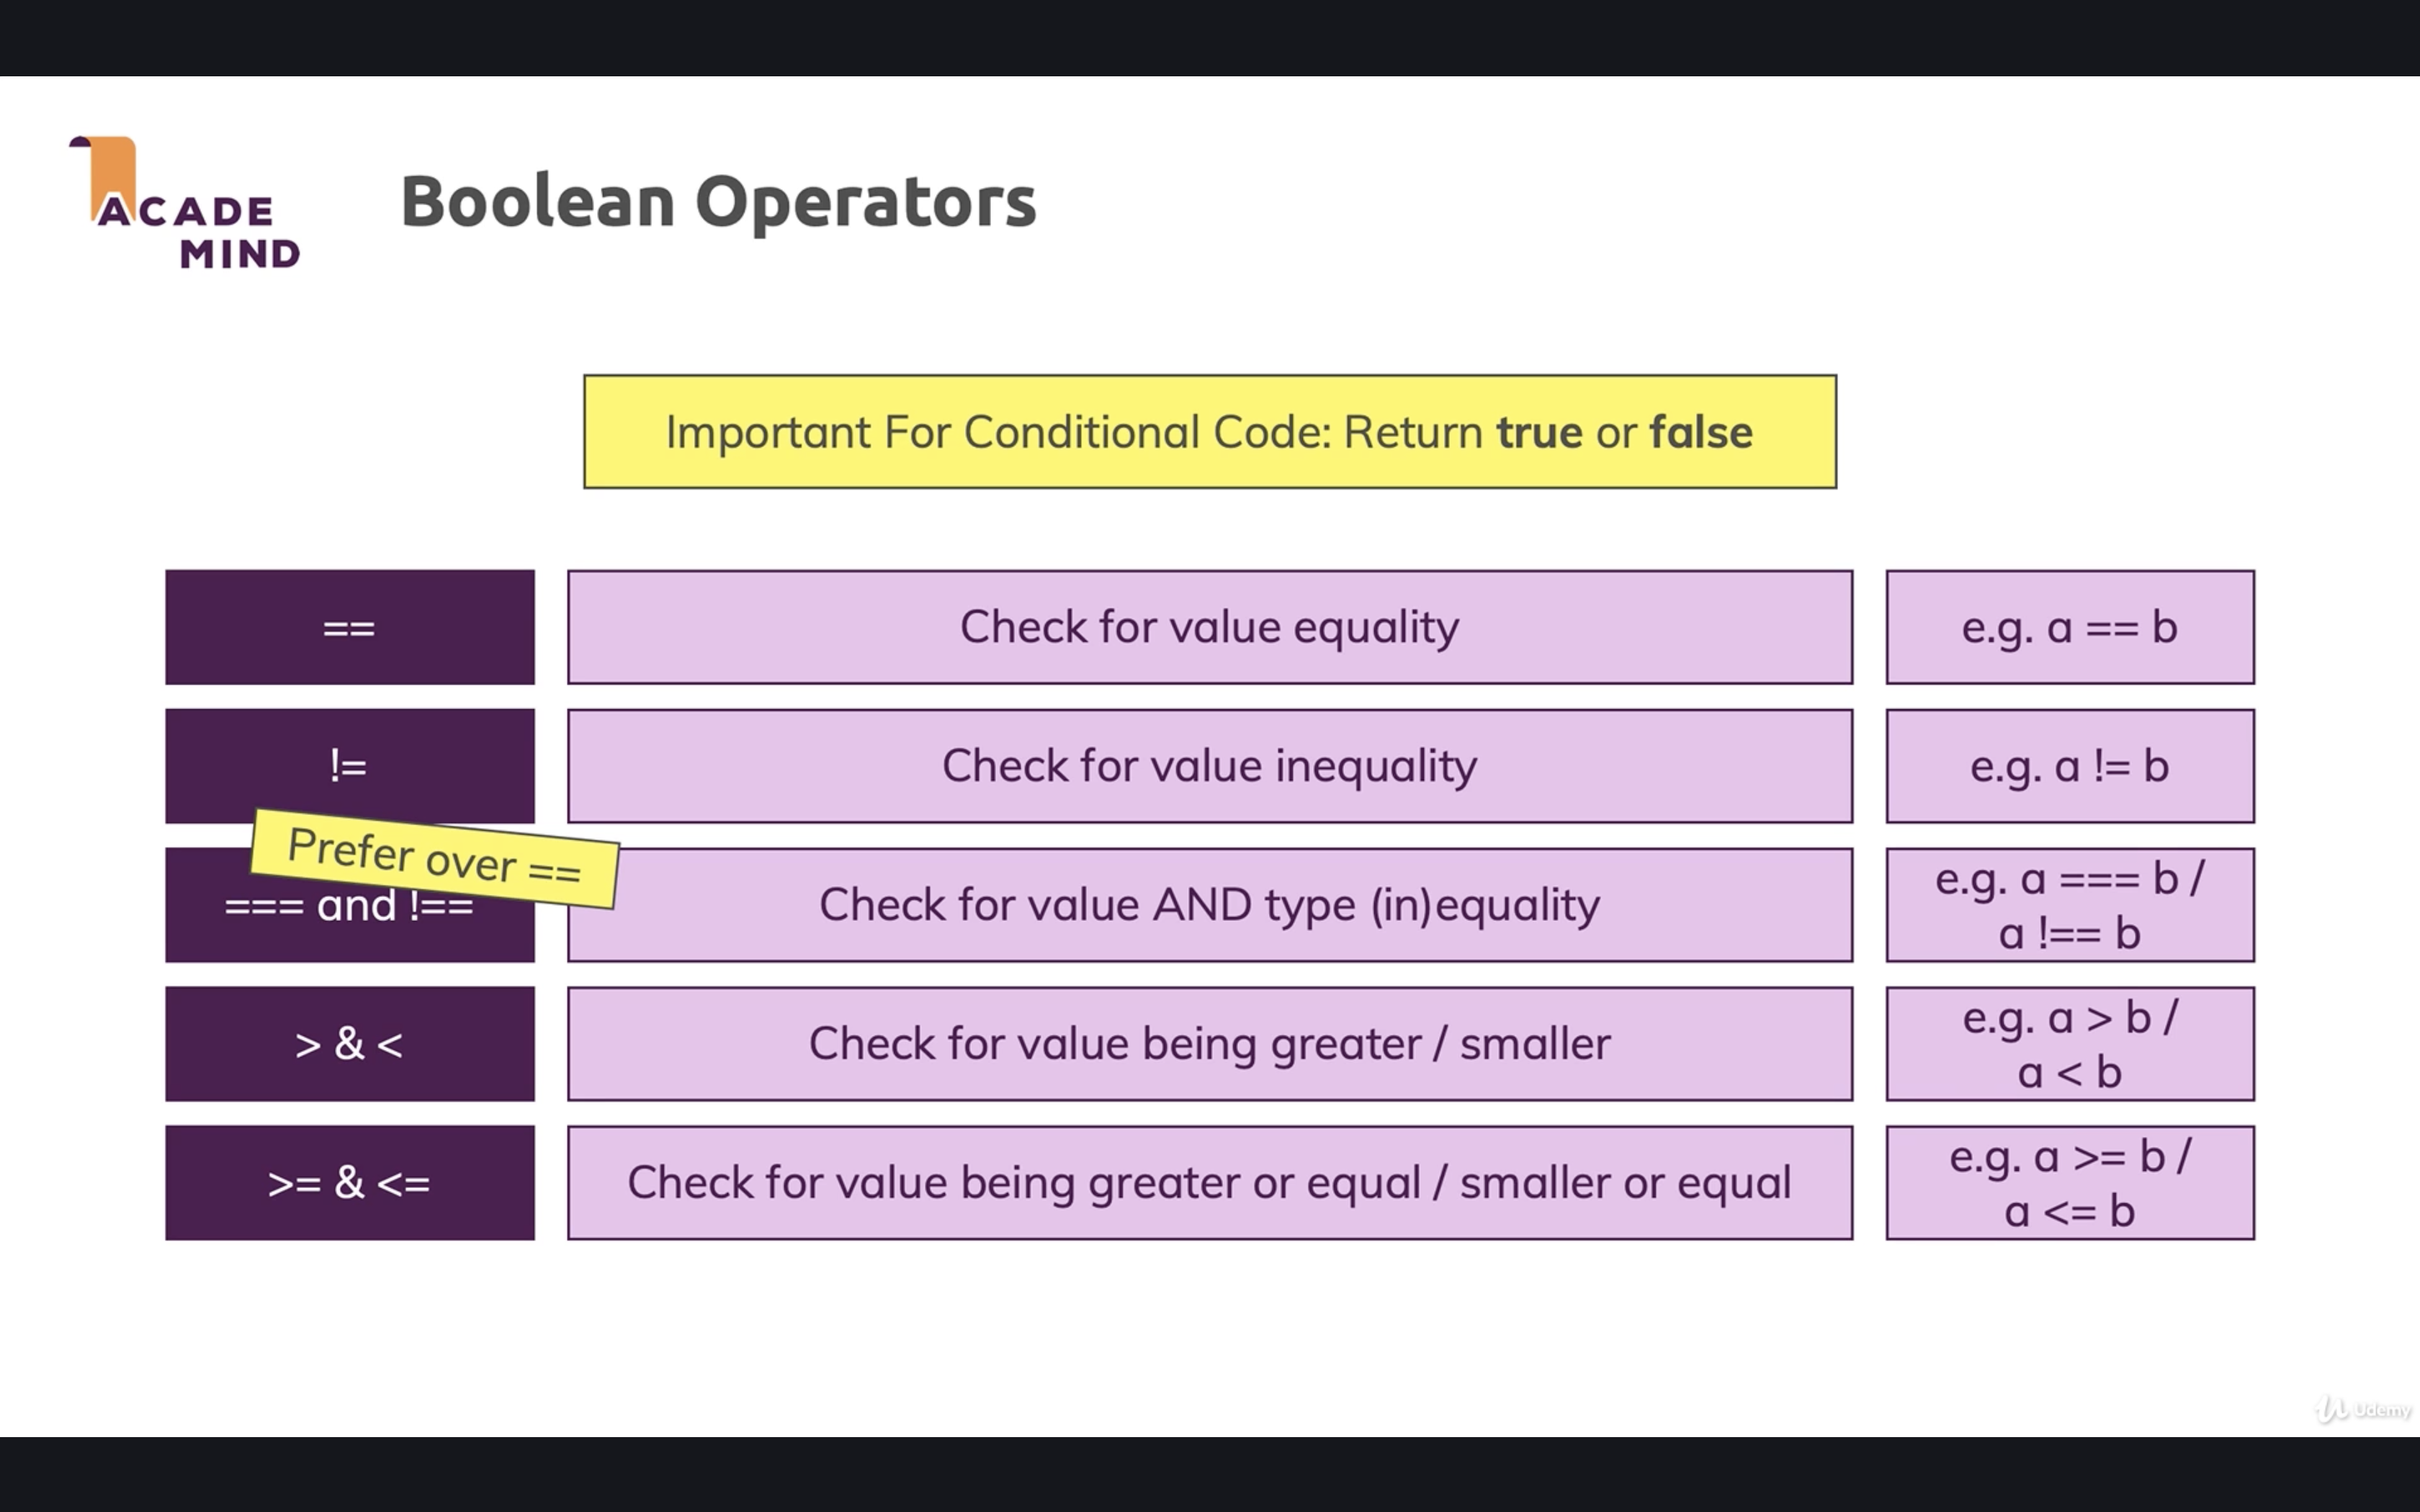 ACADE
MIND
Boolean Operators
Important For Conditional Code: Return true or false
==
Check for value equality
e.g. a == b
!=
Check for value inequality
e.g. a != b
Prefer over ==
=== and !==
Check for value AND type (in)equality
e.g. a === b /
a !== b
> & <
Check for value being greater / smaller
e.g. a > b /
a < b
>= & <=
Check for value being greater or equal / smaller or equal
e.g. a >= b /
a <= b
Udemy